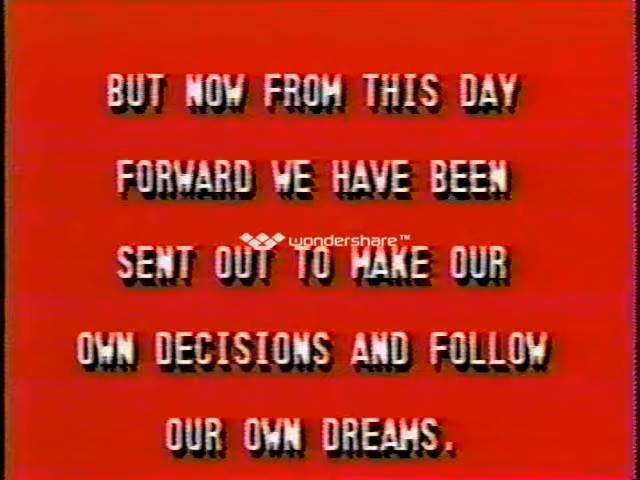 BUT NOW FROM THIS DAY
FORWARD WE HAVE BEEN
wondershare™
SENT OUT TO MAKE OUR
OWN DECISIONS AND FOLLOW
OUR OWN DREAMS.